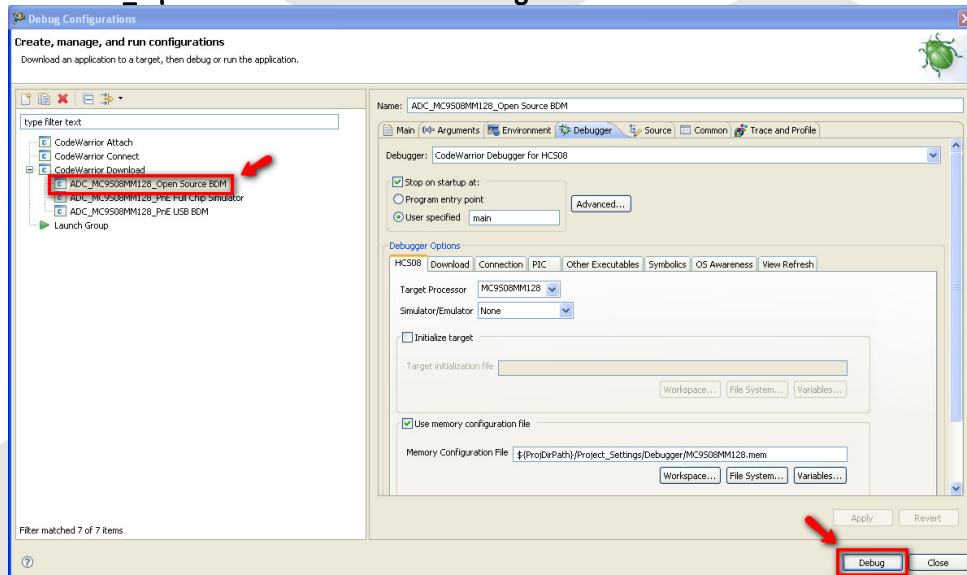 Debug Configurations
Create, manage, and run configurations
Download an application to a target, then debug or run the application.
type filter text
CodeWarrior Attach
CodeWarrior Connect
CodeWarrior Download
ADC_MC9S08MM128_Open Source BDM
ADC_MC9S08MM128_PnE Full Chip Simulator
ADC_MC9S08MM128_PnE USB BDM
Launch Group
Filter matched 7 of 7 items
Name: ADC_MC9S08MM128_Open Source BDM
Main Arguments Environment Debugger Source Common Trace and Profile
Debugger: CodeWarrior Debugger for HCS08
Stop on startup at:
Program entry point
User specified main
Advanced...
Debugger Options
HCS08 Download Connection PIC Other Executables Symbolics OS Awareness View Refresh
Target Processor MC9S08MM128
Simulator/Emulator None
Initialize target
Target initialization file
Workspace... File System... Variables...
Use memory configuration file
Memory Configuration File ${ProjDirPath}/Project_Settings/Debugger/MC9S08MM128.mem
Workspace... File System... Variables...
Apply Revert
Debug Close